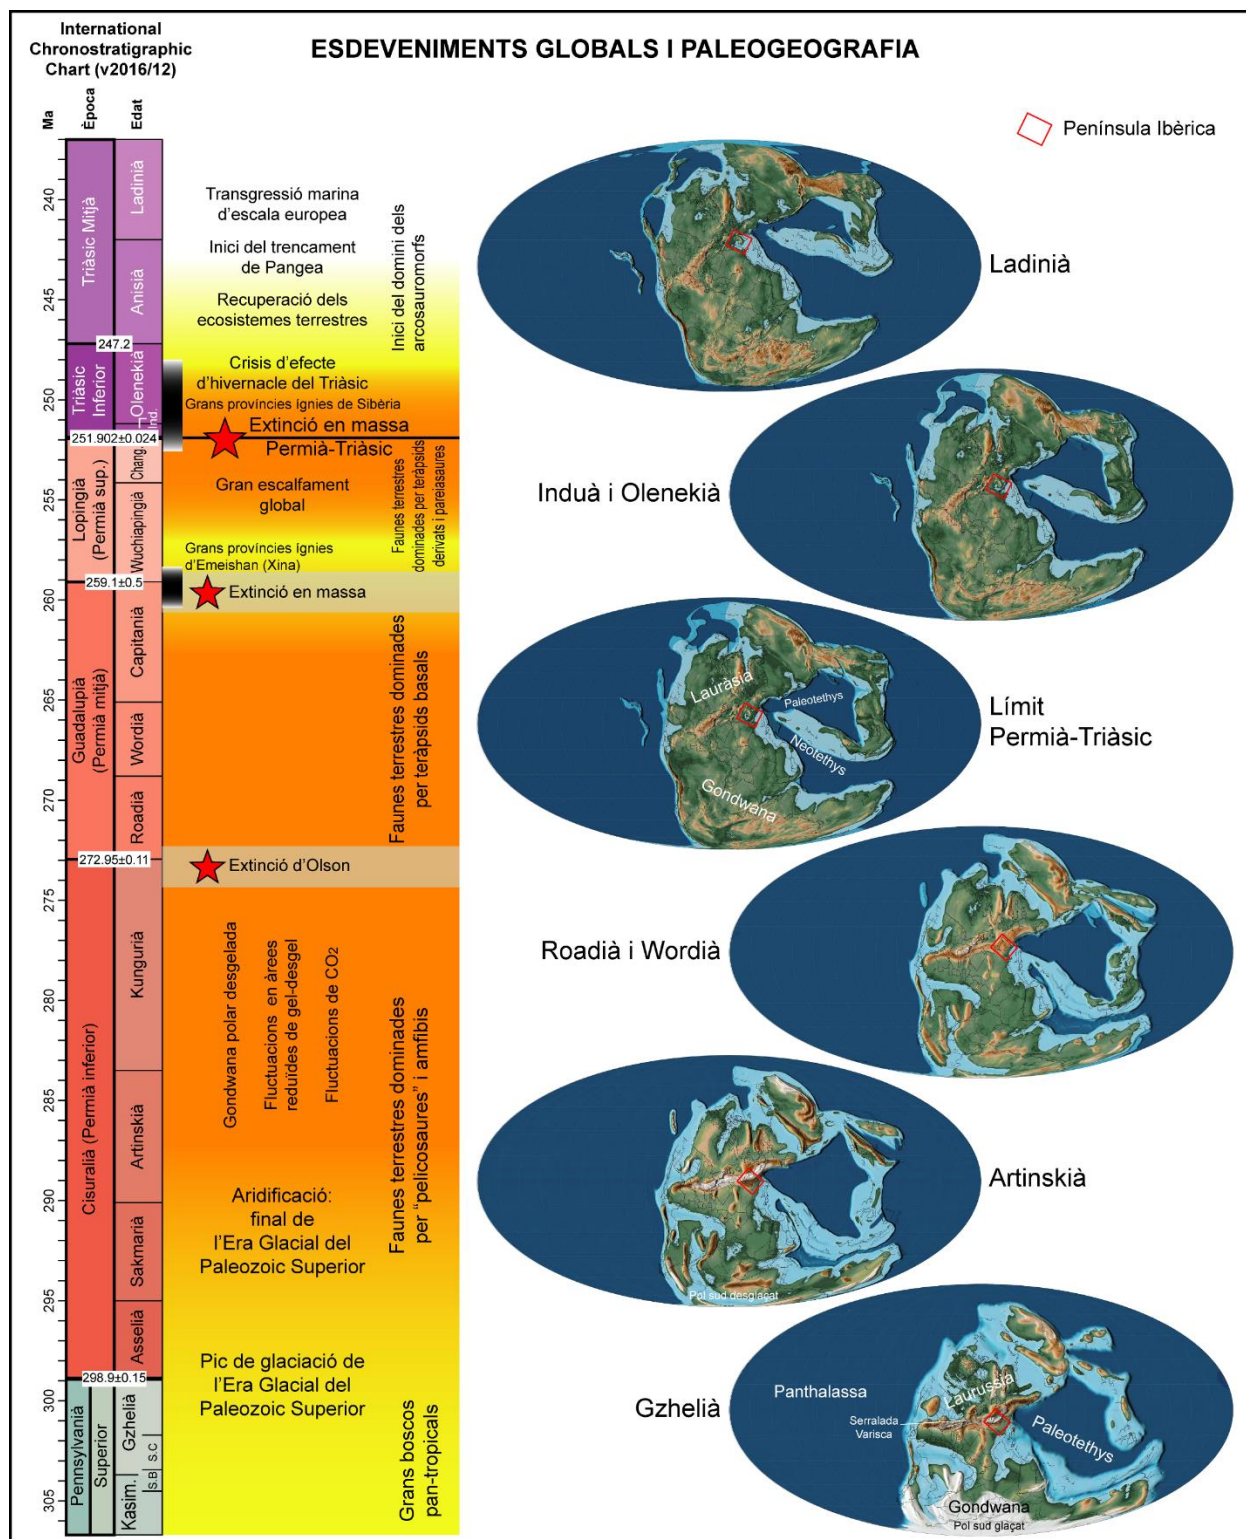 International
Chronostratigraphic
Chart (v2016/12)
ESDEVENIMENTS GLOBALS I PALEOGEOGRAFIA
Ma
Època
Edat
240
245
250
255
260
265
270
275
280
285
290
295
300
305
Triàsic Mitjà
Triàsic
Inferior
Lopingià
(Permià sup.)
Guadalupià
(Permià mitjà)
Cisuralià (Permià inferior)
Pennsylvanià
Superior
Ladinià
Anisià
247.2
Olenekià
Ind.
251.902±0.024
Chang.
Wuchiapingià
259.1±0.5
Capitanià
Wordià
Roadià
272.95±0.11
Kungurià
Artinskià
Sakmarià
Asselià
298.9±0.15
Gzhelià
S.C
Kasim.
S.B
Transgressió marina
d'escala europea
Inici del trencament
de Pangea
Recuperació dels
ecosistemes terrestres
Inici del domini dels
arcosauromorfs
Crisis d'efecte
d'hivernacle del Triàsic
Grans províncies ígnies de Sibèria
Extinció en massa
Permià-Triàsic
Gran escalfament
global
Faunes terrestres
dominades per teràpsids
derivats i pareiasaures
Grans províncies ígnies
d'Emeishan (Xina)
Extinció en massa
Faunes terrestres dominades
per teràpsids basals
Extinció d'Olson
Gondwana polar desgelada
Fluctuacions en àrees
reduïdes de gel-desgel
Fluctuacions de CO2
Faunes terrestres dominades
per "pelicosaures" i amfibis
Aridificació:
final de
l'Era Glacial del
Paleozoic Superior
Pic de glaciació de
l'Era Glacial del
Paleozoic Superior
Grans boscos
pan-tropicals
Península Ibèrica
Ladinià
Induà i Olenekià
Lauràsia
Paleotethys
Neotethys
Gondwana
Límit
Permià-Triàsic
Roadià i Wordià
Pol sud desglaçat
Artinskià
Gzhelià
Panthalassa
Laurussia
Serralada
Varisca
Paleotethys
Gondwana
Pol sud glaçat